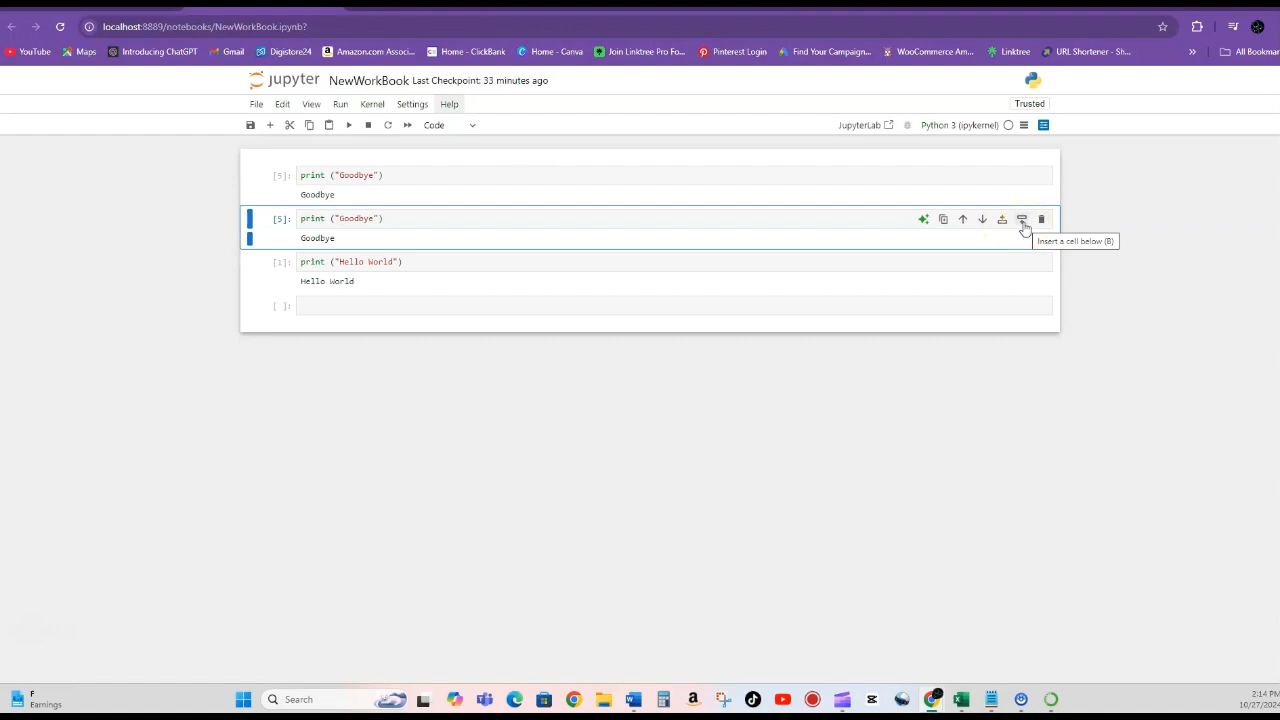 localhost:8889/notebooks/NewWorkBook.ipynb?
YouTube Maps Introducing ChatGPT Gmail Digistore24 Amazon.com Associ... Home - ClickBank Home - Canva Join Linktree Pro Fo... Pinterest Login Find Your Campaign,... WooCommerce Am... Linktree URL Shortener - Sh... » All Bookmar
jupyter NewWorkBook Last Checkpoint: 33 minutes ago
File Edit View Run Kernel Settings Help Trusted
Code JupyterLab Python 3 (ipykernel)
[5]: print ("Goodbye")
Goodbye
[5]: print ("Goodbye")
Goodbye Insert a cell below (B)
[1]: print ("Hello World")
Hello World
[ ]:
F
Earnings
Search
2:14 PM
10/27/202